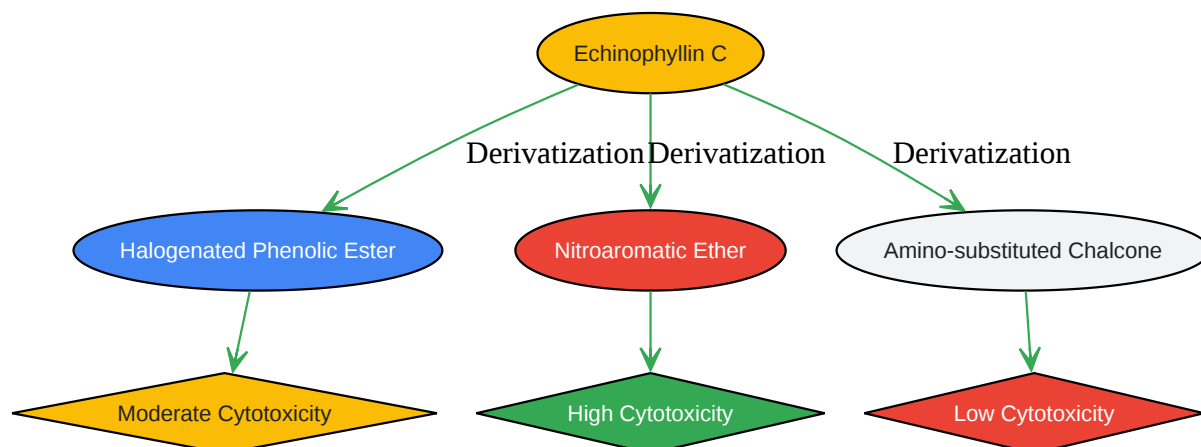 Echinophyllin C
Derivatization
Derivatization
Derivatization
Halogenated Phenolic Ester
Nitroaromatic Ether
Amino-substituted Chalcone
Moderate Cytotoxicity
High Cytotoxicity
Low Cytotoxicity